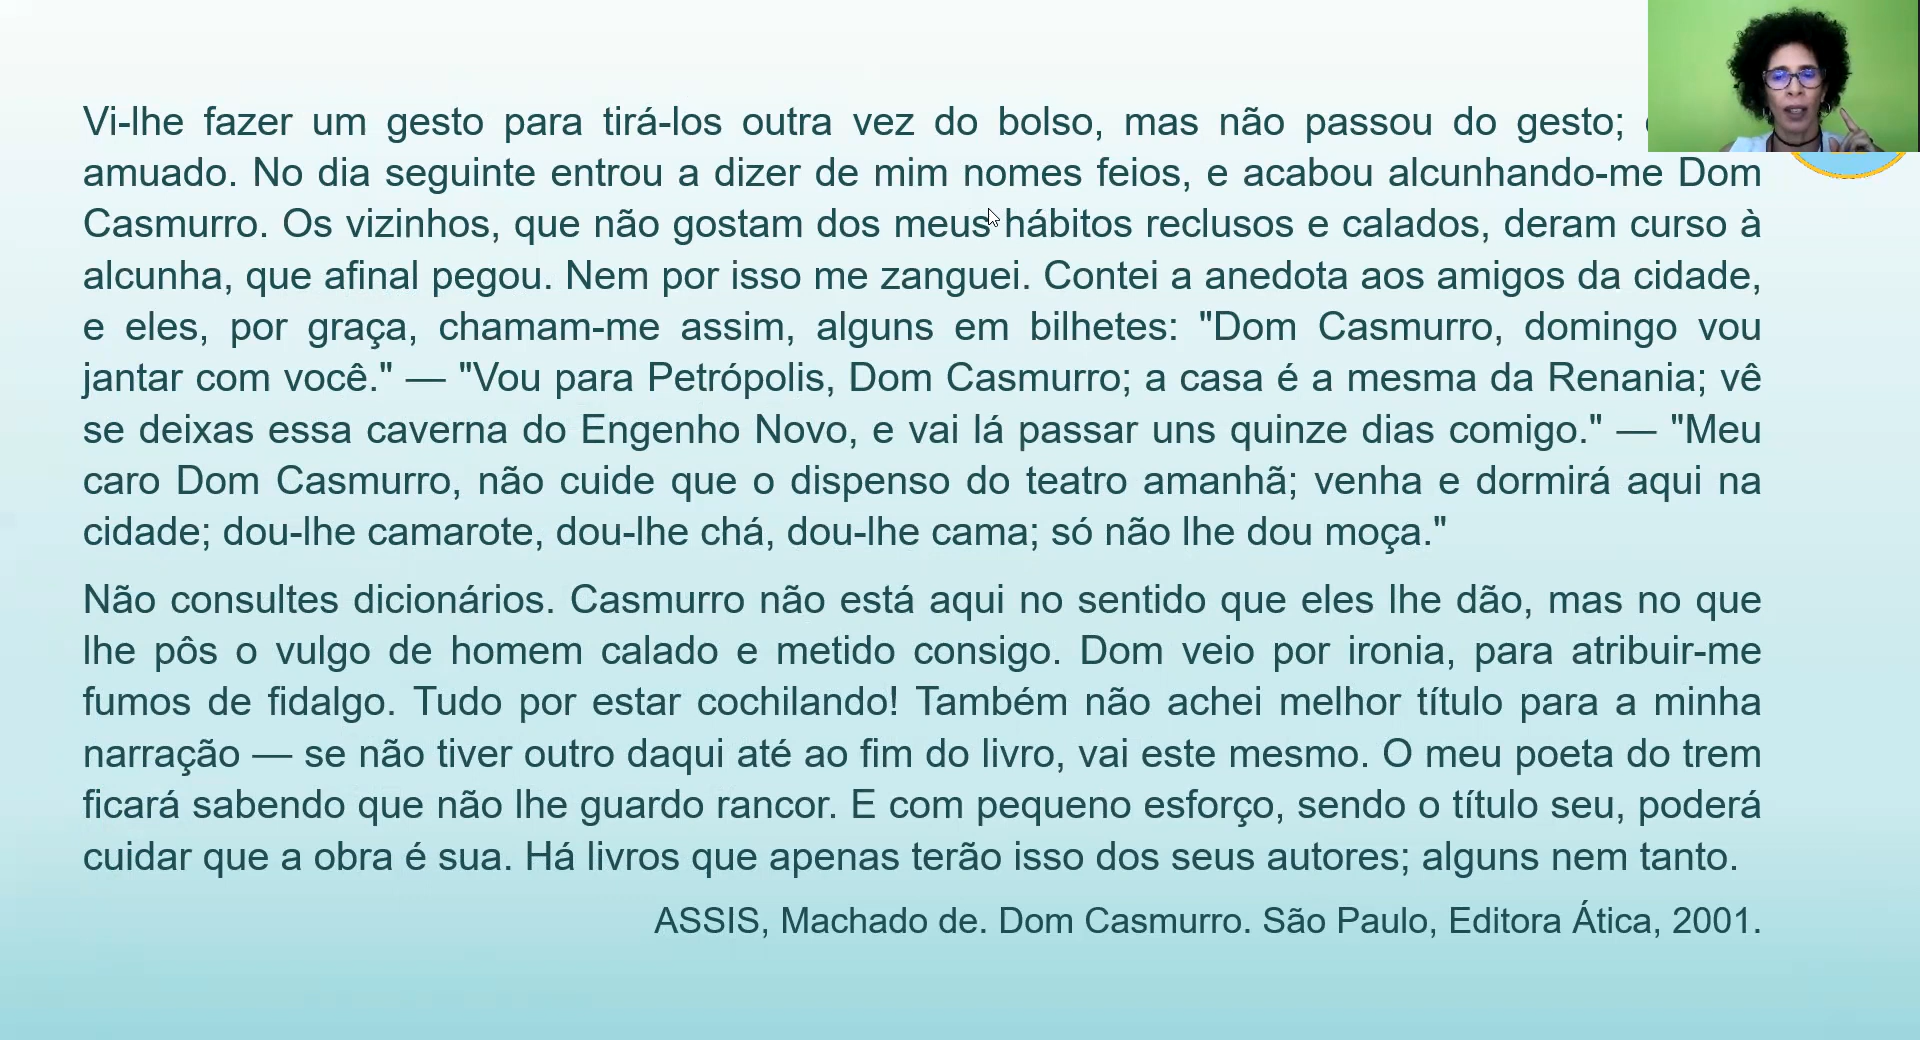 Vi-lhe fazer um gesto para tirá-los outra vez do bolso, mas não passou do gesto;
amuado. No dia seguinte entrou a dizer de mim nomes feios, e acabou alcunhando-me Dom
Casmurro. Os vizinhos, que não gostam dos meus hábitos reclusos e calados, deram curso à
alcunha, que afinal pegou. Nem por isso me zanguei. Contei a anedota aos amigos da cidade,
e eles, por graça, chamam-me assim, alguns em bilhetes: "Dom Casmurro, domingo vou
jantar com você." — "Vou para Petrópolis, Dom Casmurro; a casa é a mesma da Renania; vê
se deixas essa caverna do Engenho Novo, e vai lá passar uns quinze dias comigo." — "Meu
caro Dom Casmurro, não cuide que o dispenso do teatro amanhã; venha e dormirá aqui na
cidade; dou-lhe camarote, dou-lhe chá, dou-lhe cama; só não lhe dou moça."
Não consultes dicionários. Casmurro não está aqui no sentido que eles lhe dão, mas no que
lhe pôs o vulgo de homem calado e metido consigo. Dom veio por ironia, para atribuir-me
fumos de fidalgo. Tudo por estar cochilando! Também não achei melhor título para a minha
narração — se não tiver outro daqui até ao fim do livro, vai este mesmo. O meu poeta do trem
ficará sabendo que não lhe guardo rancor. E com pequeno esforço, sendo o título seu, poderá
cuidar que a obra é sua. Há livros que apenas terão isso dos seus autores; alguns nem tanto.
ASSIS, Machado de. Dom Casmurro. São Paulo, Editora Ática, 2001.